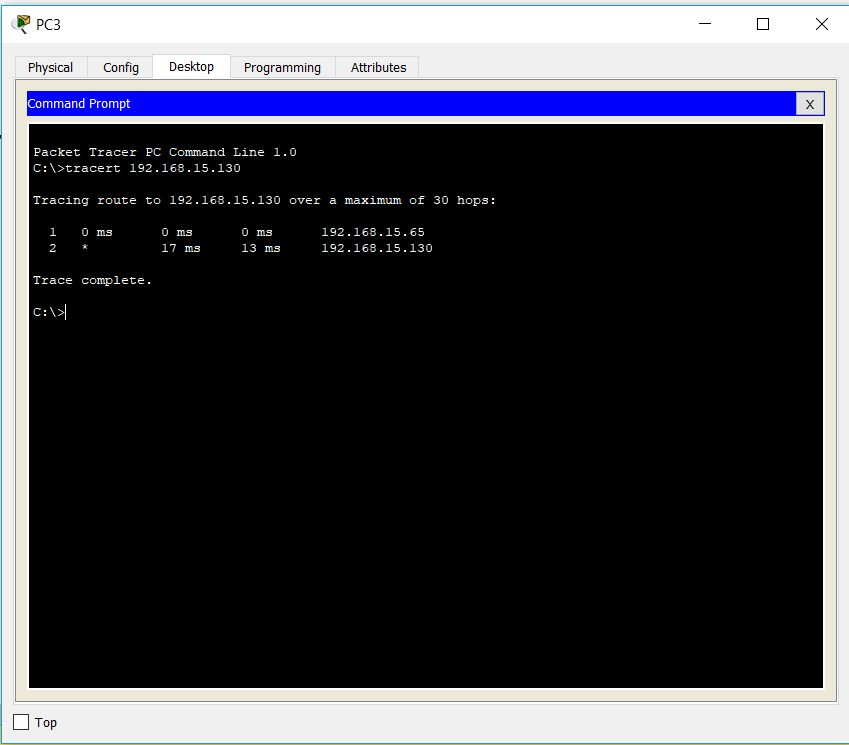 PC3
Physical Config Desktop Programming Attributes
Command Prompt X
Packet Tracer PC Command Line 1.0
C:\>tracert 192.168.15.130
Tracing route to 192.168.15.130 over a maximum of 30 hops:
1 0 ms 0 ms 0 ms 192.168.15.65
2 * 17 ms 13 ms 192.168.15.130
Trace complete.
C:\>
Top